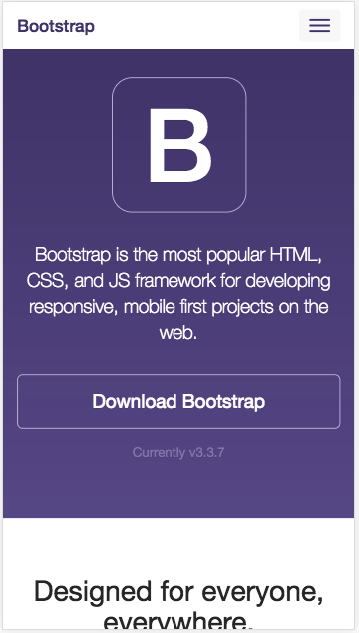 Bootstrap
B
Bootstrap is the most popular HTML,
CSS, and JS framework for developing
responsive, mobile first projects on the
web.
Download Bootstrap
Currently v3.3.7
Designed for everyone,
everywhere.